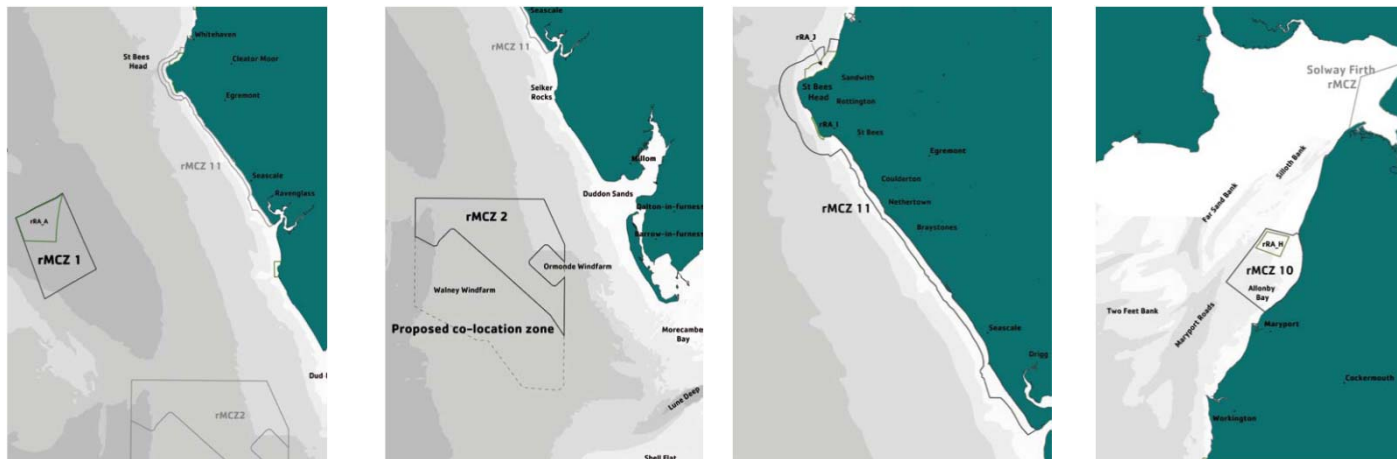 Whitehaven
St Bees
Head
Cleator Moor
Egremont
rMCZ 11
Seascale
Ravenglass
rRA_A
rMCZ 1
rMCZ2
Seascale
rMCZ 11
Selker
Rocks
Millom
Duddon Sands
Dalton-in-furness
Barrow-in-furness
rMCZ 2
Ormonde Windfarm
Walney Windfarm
Proposed co-location zone
Morecambe
Bay
Lune Deep
Shell Flat
rRA_J
Sandwith
St Bees
Head
Rottington
rRA_I
St Bees
Egremont
Coulderton
Nethertown
rMCZ 11
Braystones
Seascale
Drigg
Solway Firth
rMCZ
Silloth Bank
Far Sand Bank
rRA_H
rMCZ 10
Allonby
Bay
Two Feet Bank
Maryport Roads
Maryport
Cockermouth
Workington